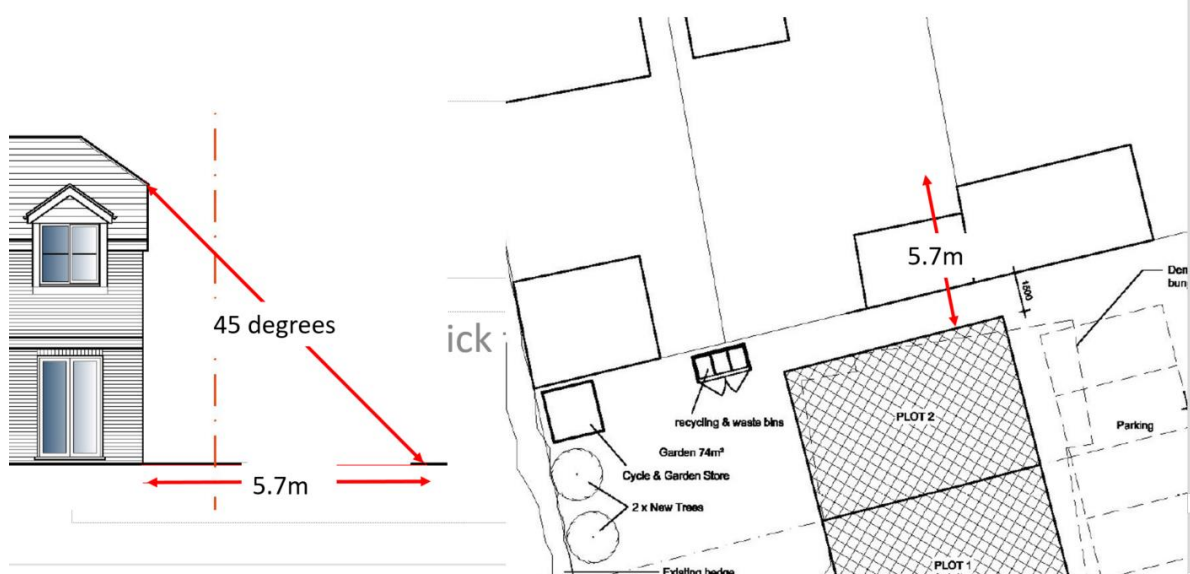 45 degrees
5.7m
ick
5.7m
1500
recycling & waste bins
PLOT 2
Parking
Garden 74m²
Cycle & Garden Store
2 x New Trees
PLOT 1
Existing hedge